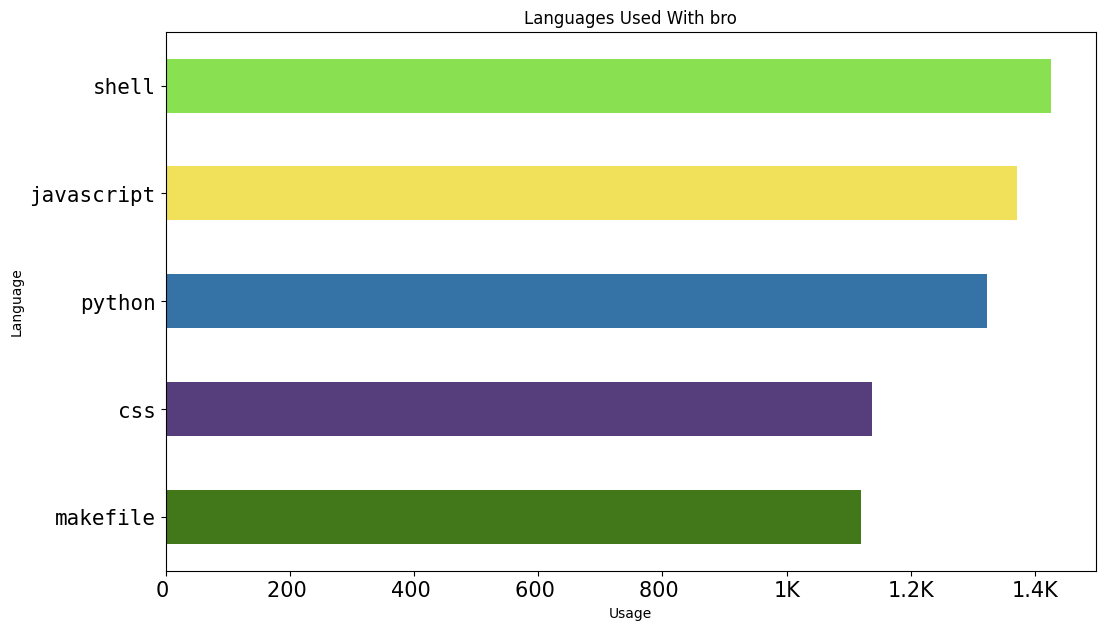 Languages Used With bro
Language
shell
javascript
python
css
makefile
0 200 400 600 800 1K 1.2K 1.4K
Usage